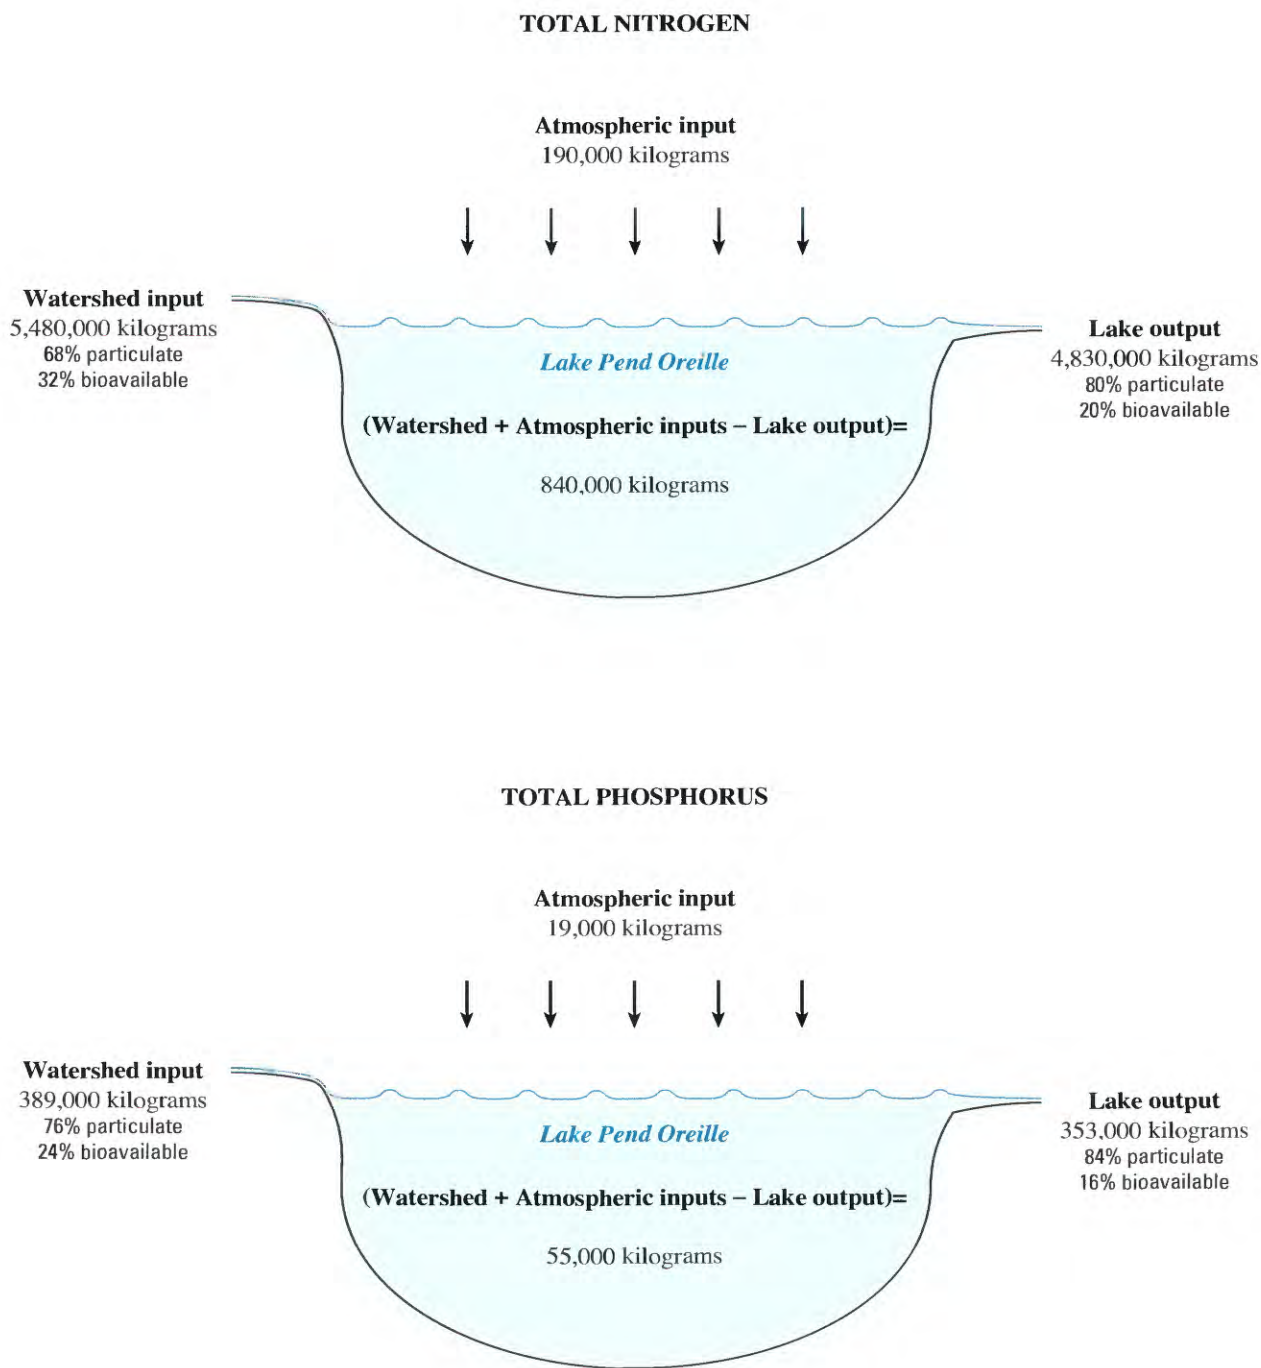 TOTAL NITROGEN
Atmospheric input
190,000 kilograms
Watershed input
5,480,000 kilograms
68% particulate
32% bioavailable
Lake output
4,830,000 kilograms
80% particulate
20% bioavailable
Lake Pend Oreille
(Watershed + Atmospheric inputs – Lake output)=
840,000 kilograms
TOTAL PHOSPHORUS
Atmospheric input
19,000 kilograms
Watershed input
389,000 kilograms
76% particulate
24% bioavailable
Lake output
353,000 kilograms
84% particulate
16% bioavailable
Lake Pend Oreille
(Watershed + Atmospheric inputs – Lake output)=
55,000 kilograms